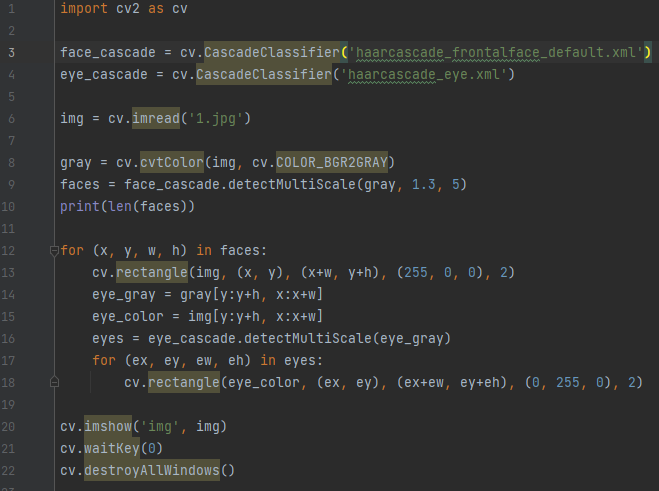 1 import cv2 as cv
2
3 face_cascade = cv.CascadeClassifier('haarcascade_frontalface_default.xml')
4 eye_cascade = cv.CascadeClassifier('haarcascade_eye.xml')
5
6 img = cv.imread('1.jpg')
7
8 gray = cv.cvtColor(img, cv.COLOR_BGR2GRAY)
9 faces = face_cascade.detectMultiScale(gray, 1.3, 5)
10 print(len(faces))
11
12 for (x, y, w, h) in faces:
13     cv.rectangle(img, (x, y), (x+w, y+h), (255, 0, 0), 2)
14     eye_gray = gray[y:y+h, x:x+w]
15     eye_color = img[y:y+h, x:x+w]
16     eyes = eye_cascade.detectMultiScale(eye_gray)
17     for (ex, ey, ew, eh) in eyes:
18         cv.rectangle(eye_color, (ex, ey), (ex+ew, ey+eh), (0, 255, 0), 2)
19
20 cv.imshow('img', img)
21 cv.waitKey(0)
22 cv.destroyAllWindows()